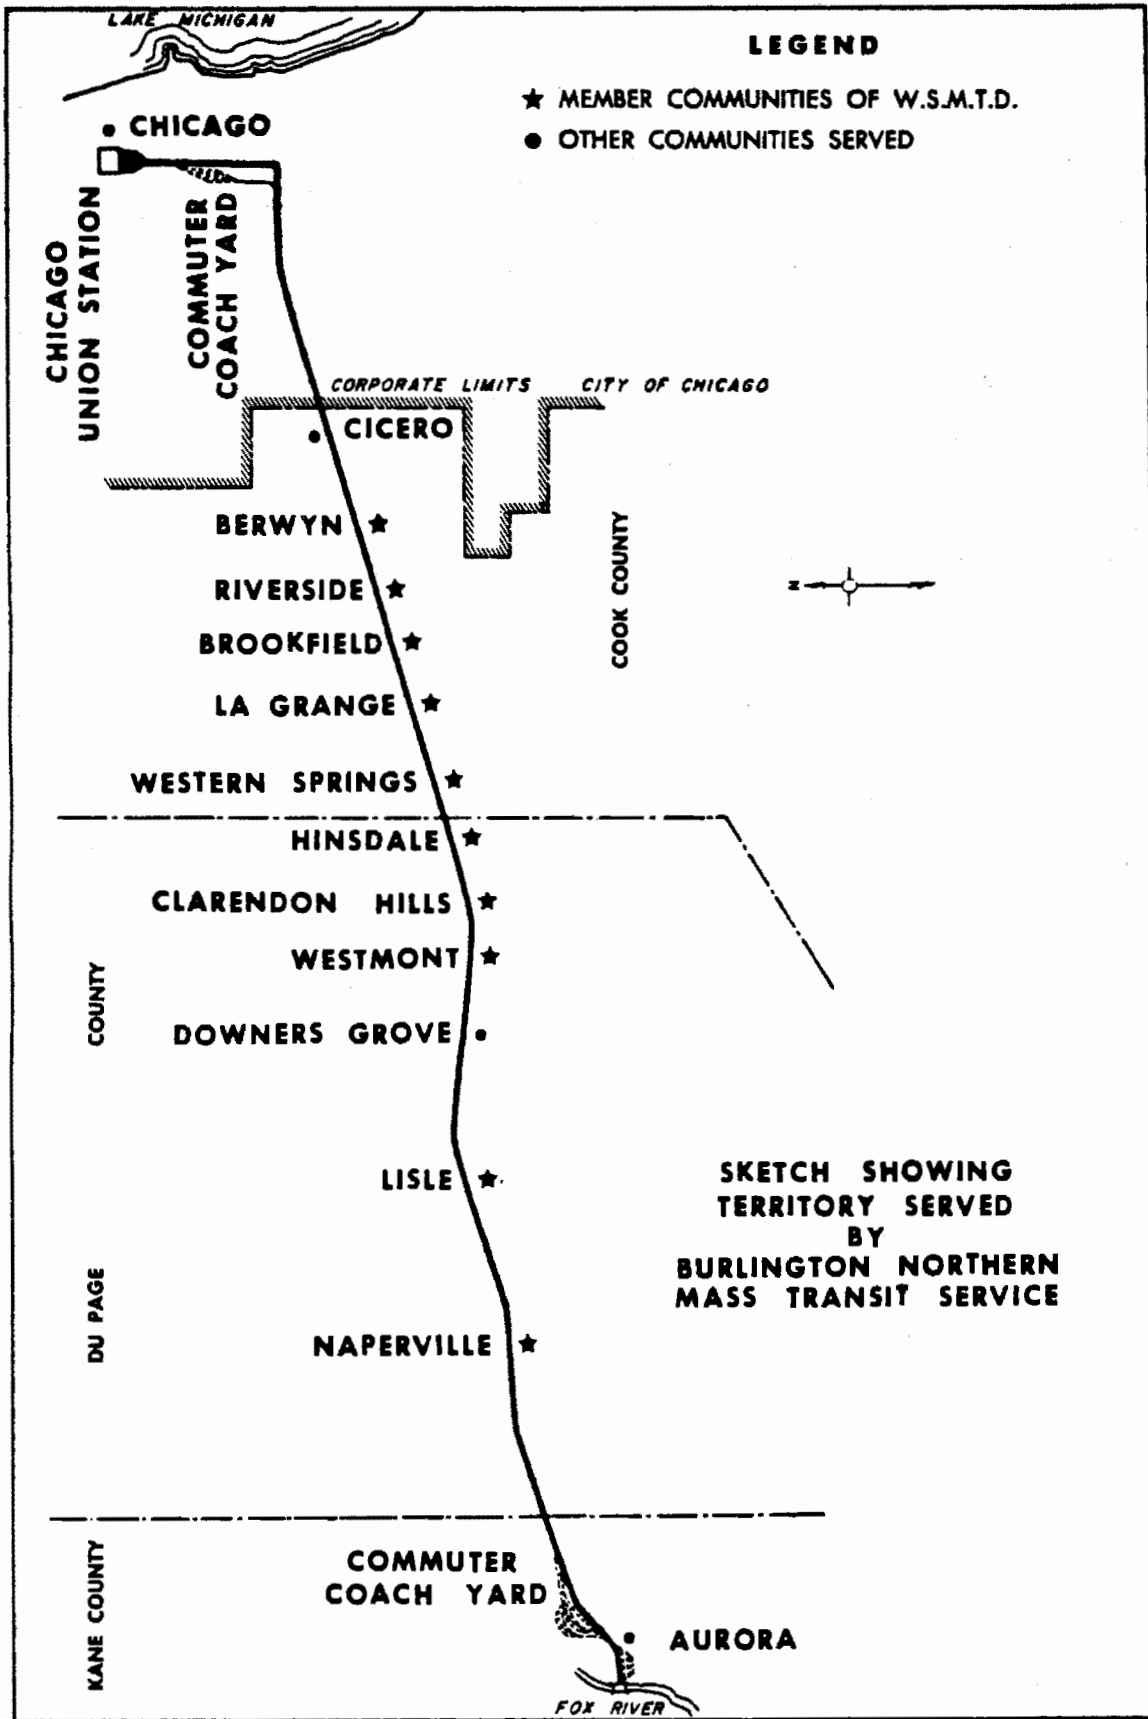 LAKE MICHIGAN
LEGEND
★ MEMBER COMMUNITIES OF W.S.M.T.D.
● OTHER COMMUNITIES SERVED
CHICAGO
CHICAGO
UNION STATION
COMMUTER
COACH YARD
CORPORATE LIMITS CITY OF CHICAGO
CICERO
BERWYN
RIVERSIDE
BROOKFIELD
LA GRANGE
WESTERN SPRINGS
COOK COUNTY
N
HINSDALE
CLARENDON HILLS
WESTMONT
DOWNERS GROVE
LISLE
NAPERVILLE
DU PAGE COUNTY
SKETCH SHOWING
TERRITORY SERVED
BY
BURLINGTON NORTHERN
MASS TRANSIT SERVICE
KANE COUNTY
COMMUTER
COACH YARD
AURORA
FOX RIVER